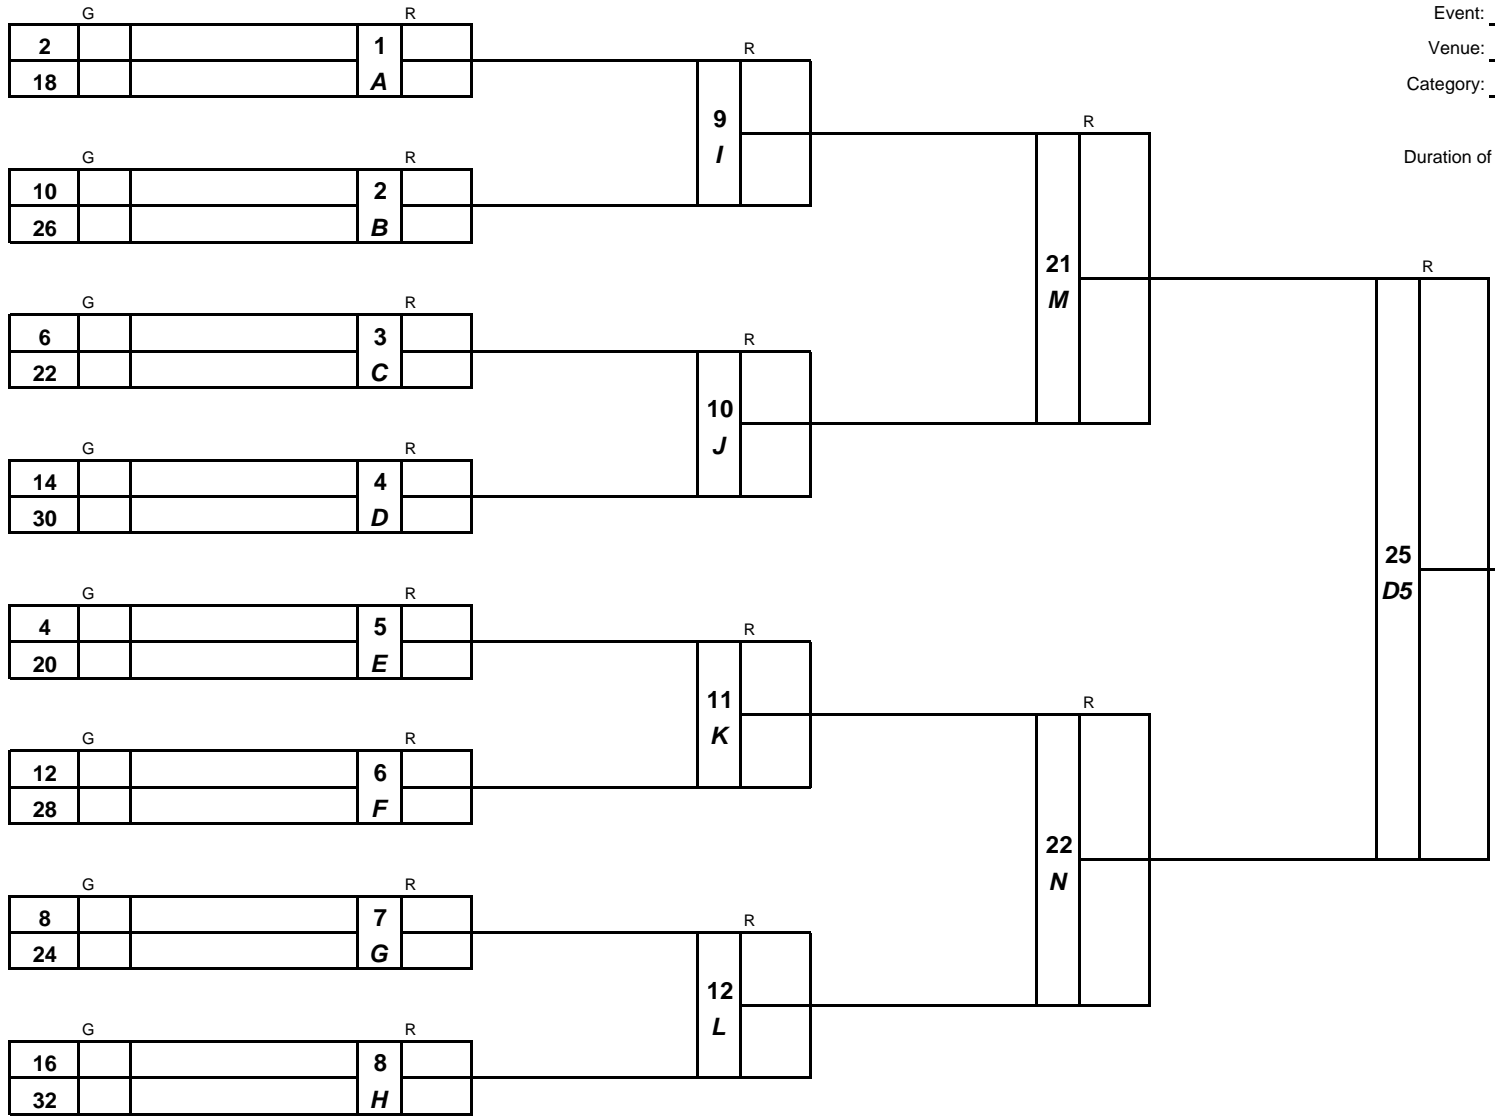 G R Event:
2 1
18 A
R
Venue:
Category:
9
I
R
G R
Duration of
10 2
26 B
21
M
R
G R
6 3
22 C
R
10
J
G R
14 4
30 D
25
D5
G R
4 5
20 E
R
11
K
R
G R
12 6
28 F
22
N
G R
8 7
24 G
R
12
L
G R
16 8
32 H